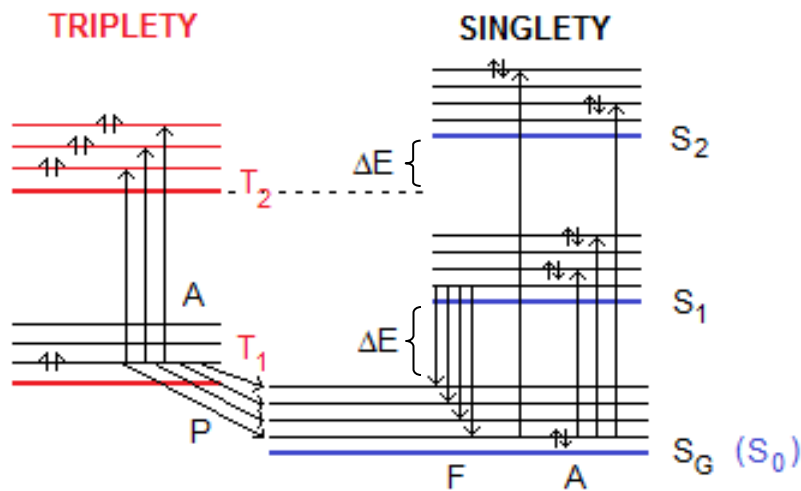 TRIPLETY
SINGLETY
S2
ΔE
T2
A
S1
ΔE
T1
P
SG (S0)
F
A